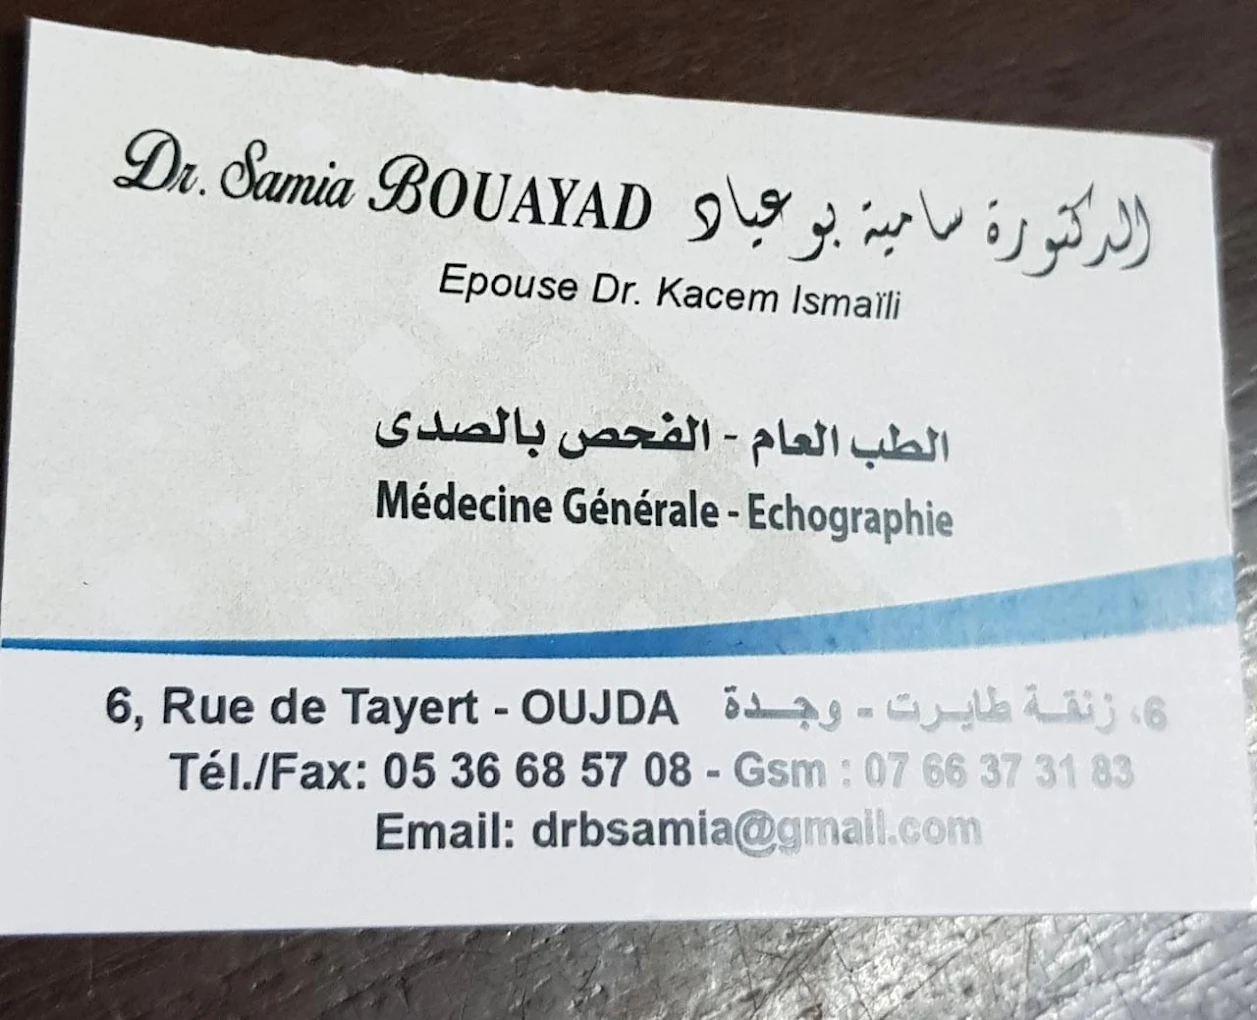 Dr. Samia BOUAYAD الدكتورة سامية بوعياد
Epouse Dr. Kacem Ismaïli
الطب العام - الفحص بالصدى
Médecine Générale - Echographie
6, Rue de Tayert - OUJDA 6، زنقة طايرت - وجدة
Tél./Fax: 05 36 68 57 08 - Gsm : 07 66 37 31 83
Email: drbsamia@gmail.com